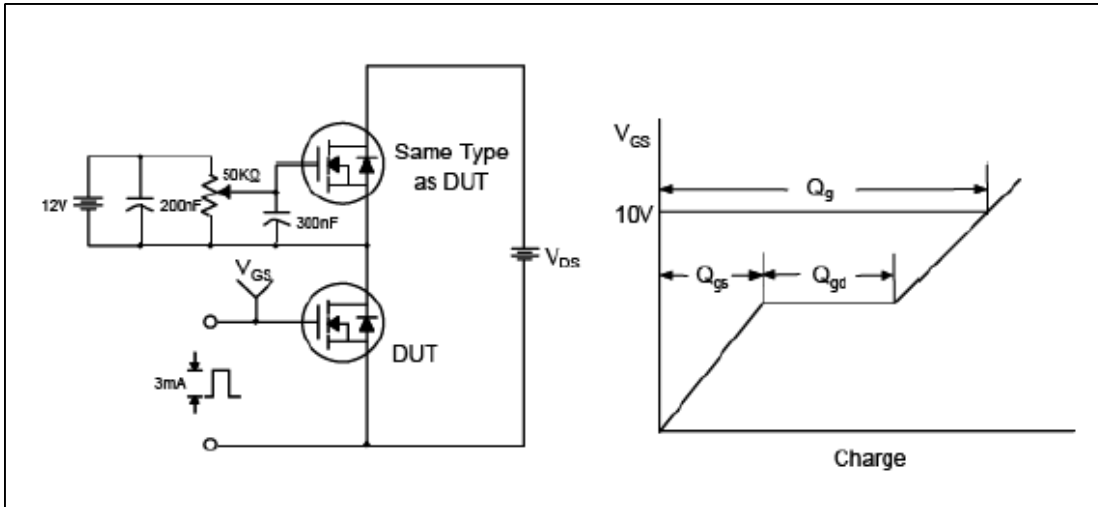 Same Type
as DUT
50KΩ
12V
200nF
300nF
VGS
VDS
DUT
3mA
VGS
10V
Qg
Qgs
Qgd
Charge